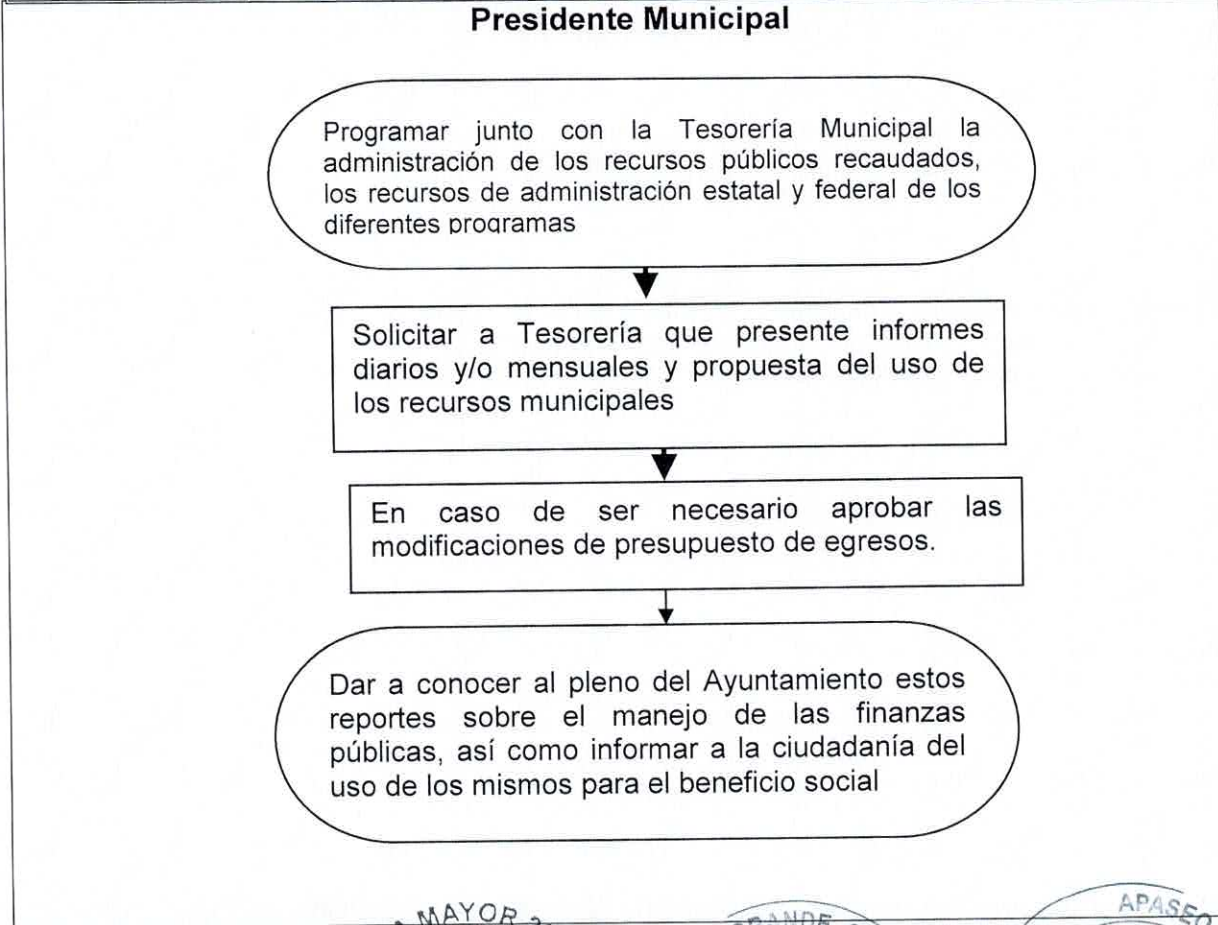 Presidente Municipal
Programar junto con la Tesorería Municipal la
administración de los recursos públicos recaudados,
los recursos de administración estatal y federal de los
diferentes programas
Solicitar a Tesorería que presente informes
diarios y/o mensuales y propuesta del uso de
los recursos municipales
En caso de ser necesario aprobar las
modificaciones de presupuesto de egresos.
Dar a conocer al pleno del Ayuntamiento estos
reportes sobre el manejo de las finanzas
públicas, así como informar a la ciudadanía del
uso de los mismos para el beneficio social
MAYOR
APASEO